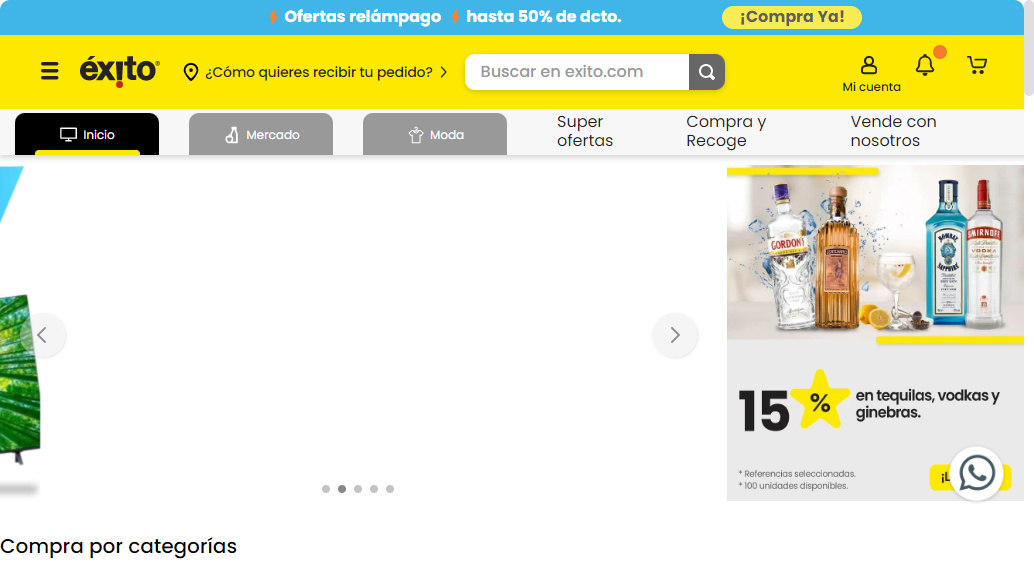 Ofertas relámpago hasta 50% de dcto.
¡Compra Ya!
éxito
¿Cómo quieres recibir tu pedido?
Buscar en exito.com
Mi cuenta
Inicio
Mercado
Moda
Super
ofertas
Compra y
Recoge
Vende con
nosotros
GORDON'S
BOMBAY
SAPPHIRE
SMIRNOFF
VODKA
15%
en tequilas, vodkas y
ginebras.
* Referencias seleccionadas.
* 100 unidades disponibles.
Compra por categorías